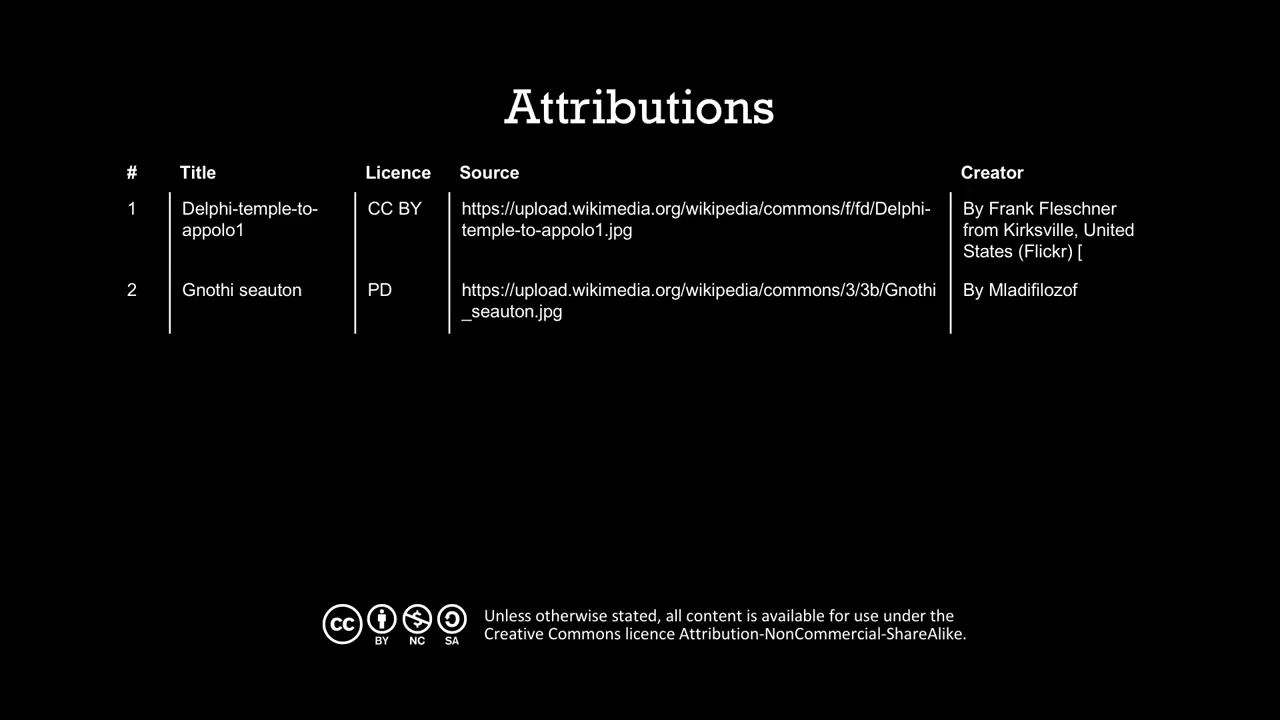 Attributions
# Title Licence Source Creator
1 Delphi-temple-to- CC BY https://upload.wikimedia.org/wikipedia/commons/f/fd/Delphi- By Frank Fleschner
appolo1 temple-to-appolo1.jpg from Kirksville, United
States (Flickr) [
2 Gnothi seauton PD https://upload.wikimedia.org/wikipedia/commons/3/3b/Gnothi By Mladifilozof
_seauton.jpg
cc BY NC SA Unless otherwise stated, all content is available for use under the
Creative Commons licence Attribution-NonCommercial-ShareAlike.